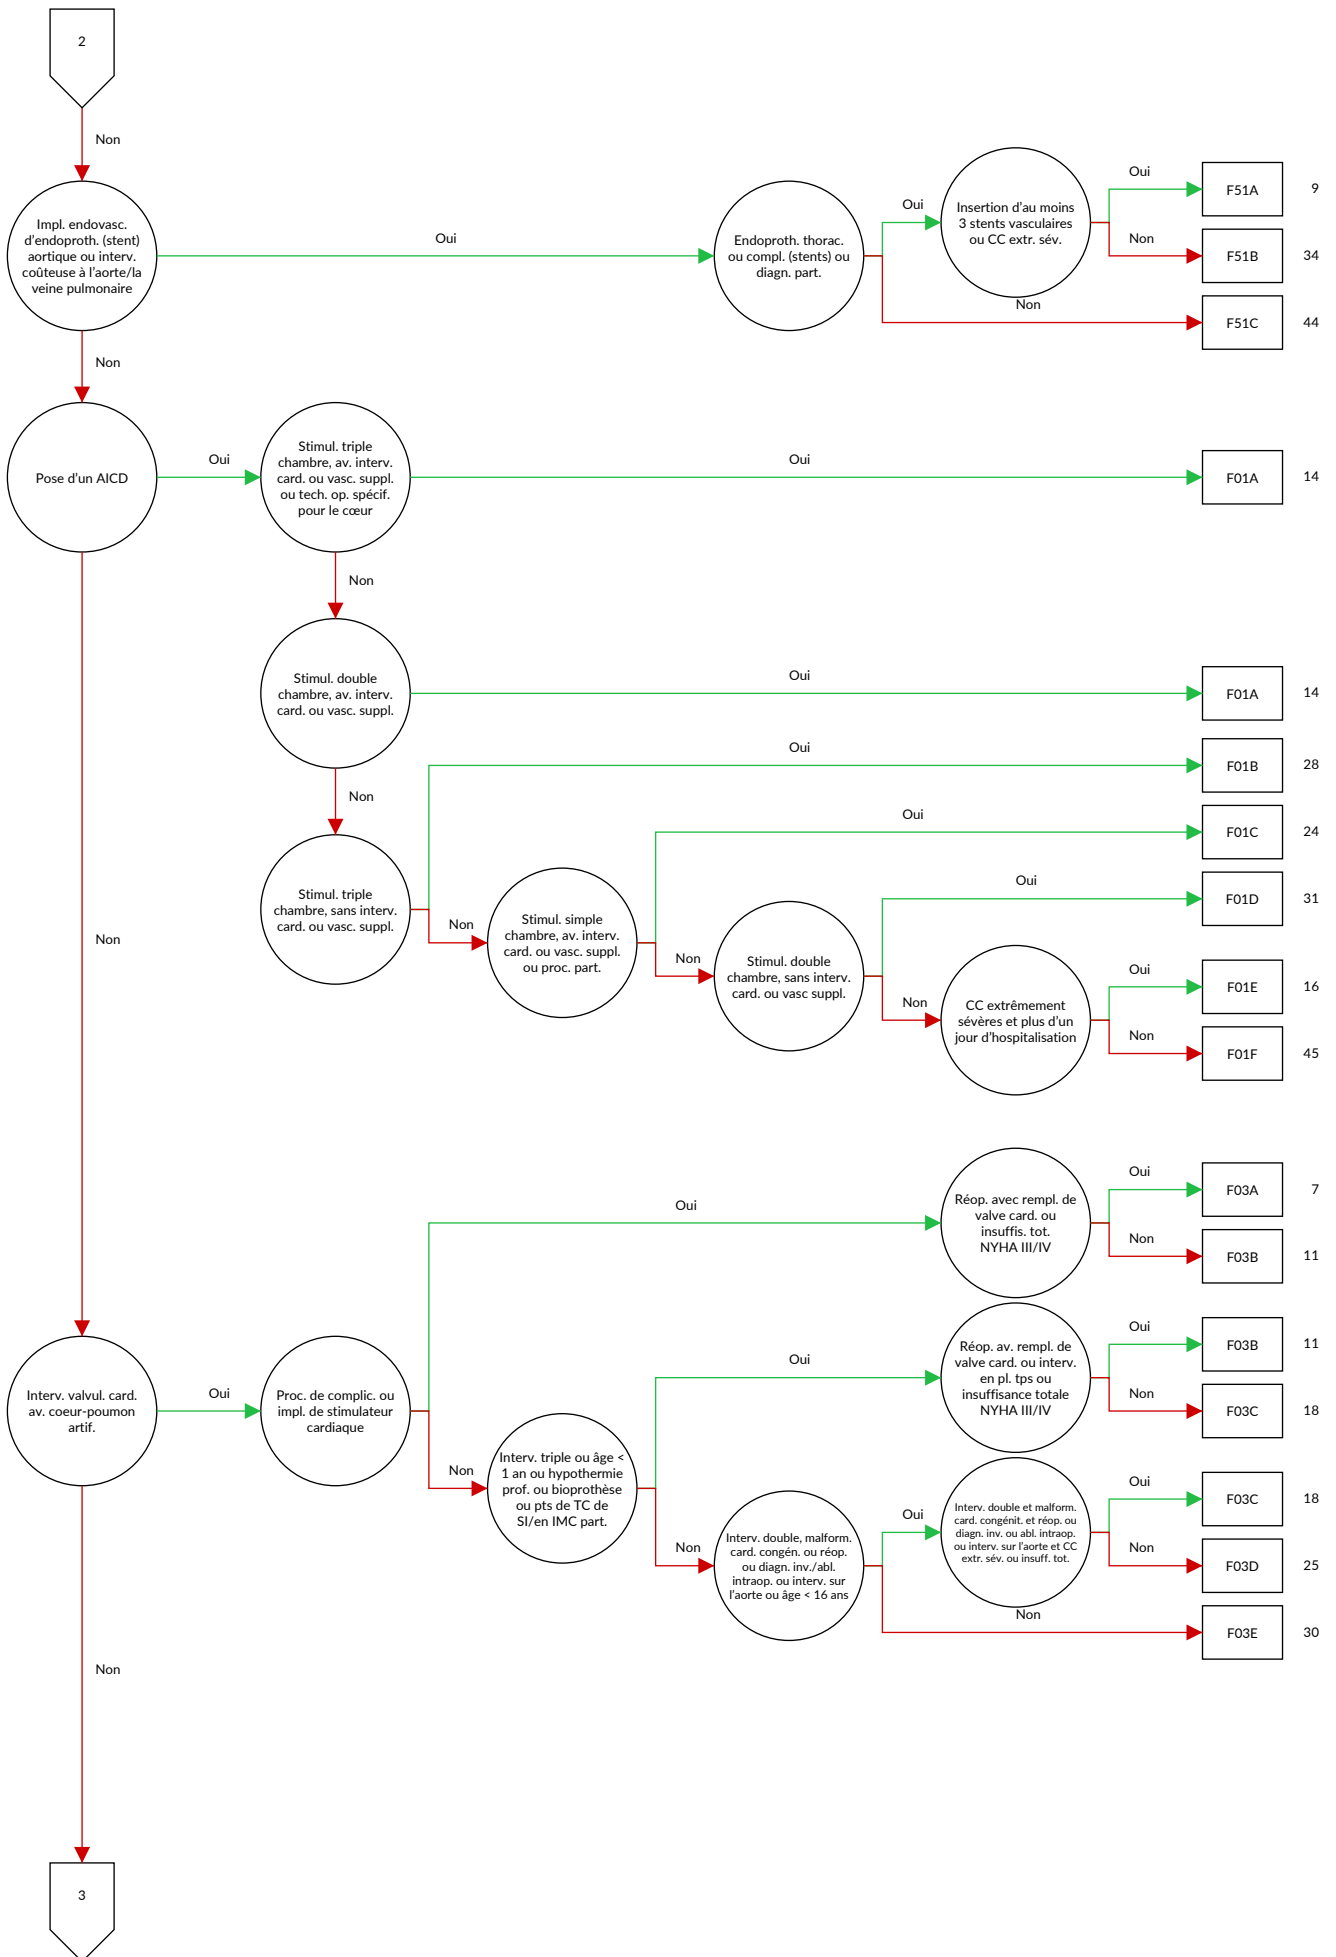 2
Non
Impl. endovasc.
d'endoproth. (stent)
aortique ou interv.
coûteuse à l'aorte/la
veine pulmonaire
Oui
Endoproth. thorac.
ou compl. (stents) ou
diagn. part.
Oui
Insertion d'au moins
3 stents vasculaires
ou CC extr. sév.
Oui
F51A
9
Non
F51B
34
Non
F51C
44
Non
Pose d'un AICD
Oui
Stimul. triple
chambre, av. interv.
card. ou vasc. suppl.
ou tech. op. spécif.
pour le cœur
Oui
F01A
14
Non
Stimul. double
chambre, av. interv.
card. ou vasc. suppl.
Oui
F01A
14
Non
Stimul. triple
chambre, sans interv.
card. ou vasc. suppl.
Oui
F01B
28
Non
Stimul. simple
chambre, av. interv.
card. ou vasc. suppl.
ou proc. part.
Oui
F01C
24
Non
Stimul. double
chambre, sans interv.
card. ou vasc suppl.
Oui
F01D
31
Non
CC extrêmement
sévères et plus d'un
jour d'hospitalisation
Oui
F01E
16
Non
F01F
45
Non
Interv. valvul. card.
av. coeur-poumon
artif.
Oui
Proc. de complic. ou
impl. de stimulateur
cardiaque
Oui
Réop. avec rempl. de
valve card. ou
insuffis. tot.
NYHA III/IV
Oui
F03A
7
Non
F03B
11
Non
Interv. triple ou âge <
1 an ou hypothermie
prof. ou bioprothèse
ou pts de TC de
SI/en IMC part.
Oui
Réop. av. rempl. de
valve card. ou interv.
en pl. tps ou
insuffisance totale
NYHA III/IV
Oui
F03B
11
Non
F03C
18
Non
Interv. double, malform.
card. congén. ou réop.
ou diagn. inv./abl.
intraop. ou interv. sur
l'aorte ou âge < 16 ans
Oui
Interv. double et malform.
card. congénit. et réop. ou
diagn. inv. ou abl. intraop.
ou interv. sur l'aorte et CC
extr. sév. ou insuff. tot.
Oui
F03C
18
Non
F03D
25
Non
F03E
30
Non
3